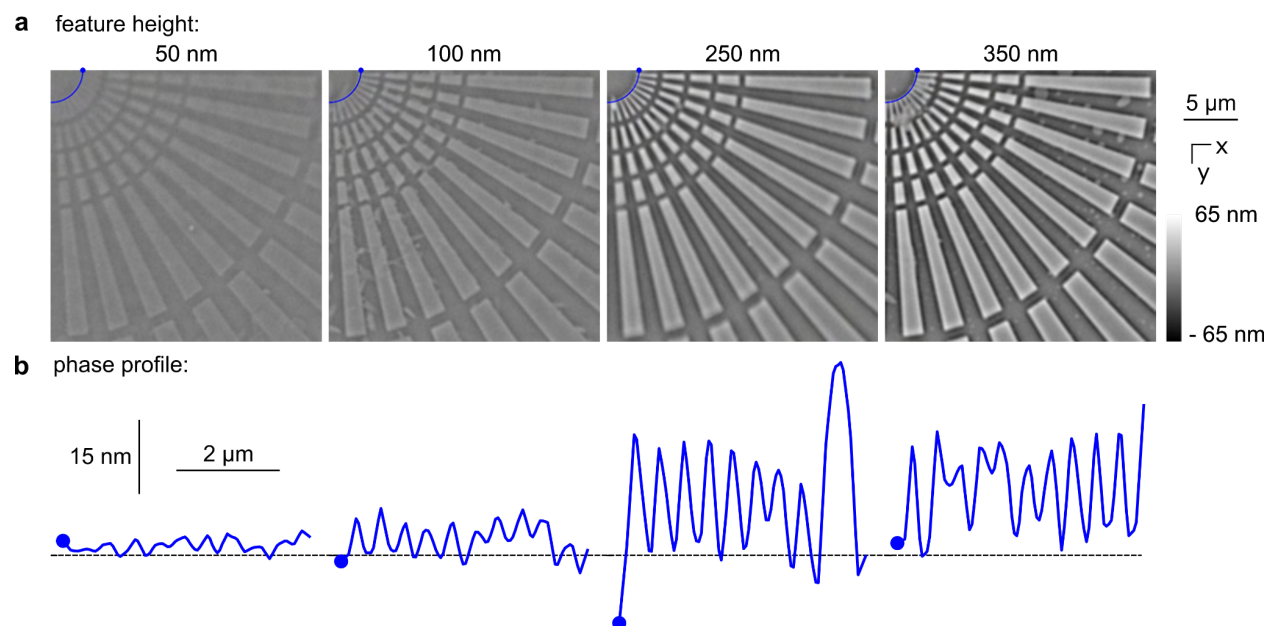 a feature height:
50 nm 100 nm 250 nm 350 nm
5 µm
x
y
65 nm
- 65 nm
b phase profile:
15 nm
2 µm